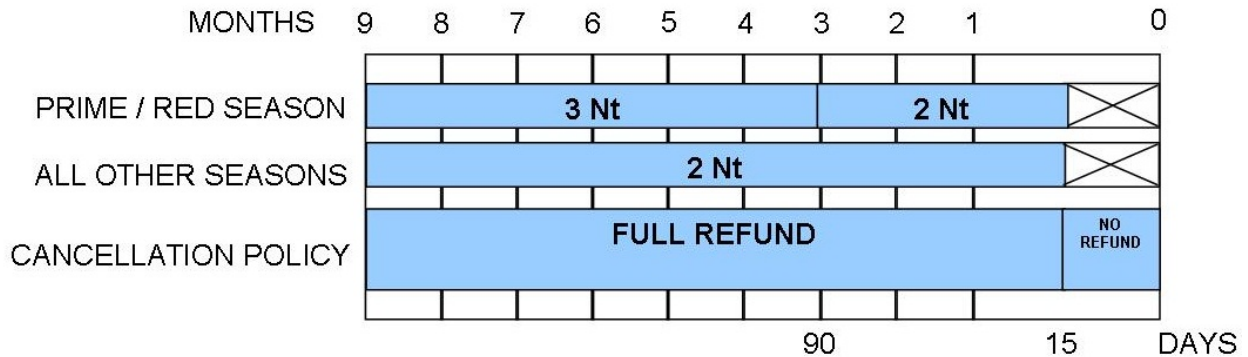 MONTHS 9 8 7 6 5 4 3 2 1 0
PRIME / RED SEASON 3 Nt 2 Nt
ALL OTHER SEASONS 2 Nt
CANCELLATION POLICY FULL REFUND NO
REFUND
90 15 DAYS